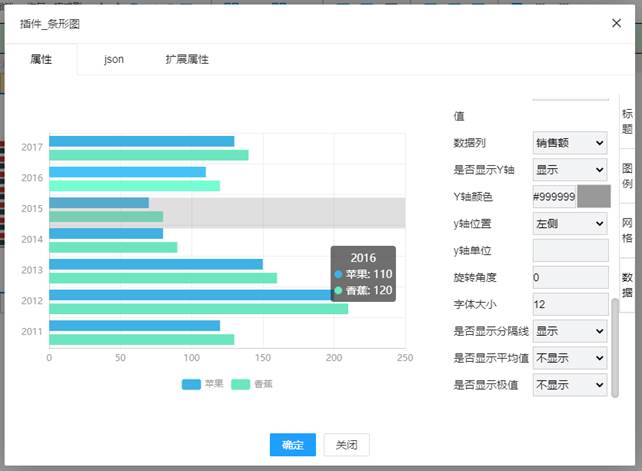 插件_条形图
属性
json
扩展属性
2017
2016
2015
2014
2013
2012
2011
0
50
100
150
200
250
2016
苹果: 110
香蕉: 120
苹果
香蕉
值
数据列
销售额
是否显示Y轴
显示
Y轴颜色
#999999
y轴位置
左侧
y轴单位
旋转角度
0
字体大小
12
是否显示分隔线
显示
是否显示平均值
不显示
是否显示极值
不显示
标题
图例
网格
数据
确定
关闭